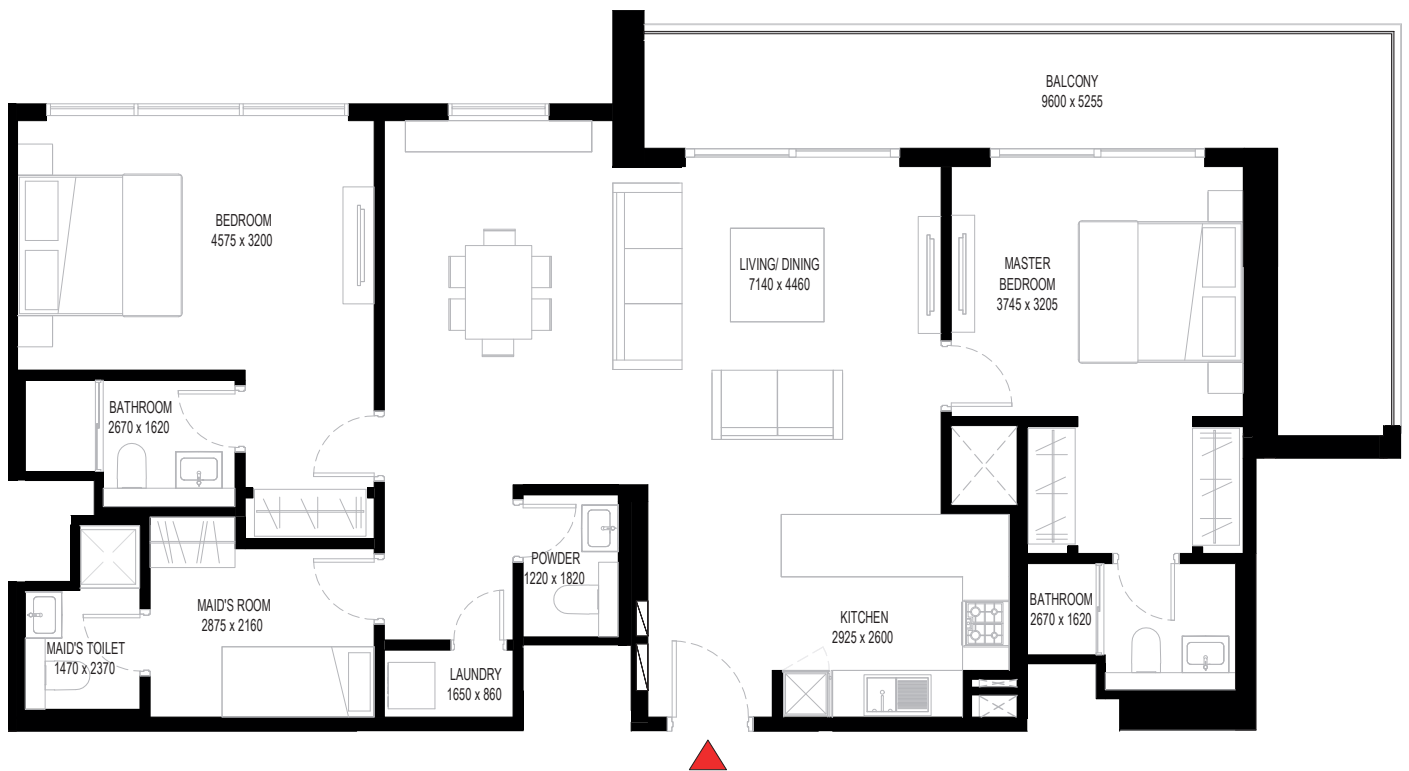 BALCONY
9600 x 5255
BEDROOM
4575 x 3200
LIVING/ DINING
7140 x 4460
MASTER
BEDROOM
3745 x 3205
BATHROOM
2670 x 1620
POWDER
1220 x 1820
MAID'S ROOM
2875 x 2160
KITCHEN
2925 x 2600
BATHROOM
2670 x 1620
MAID'S TOILET
1470 x 2370
LAUNDRY
1650 x 860